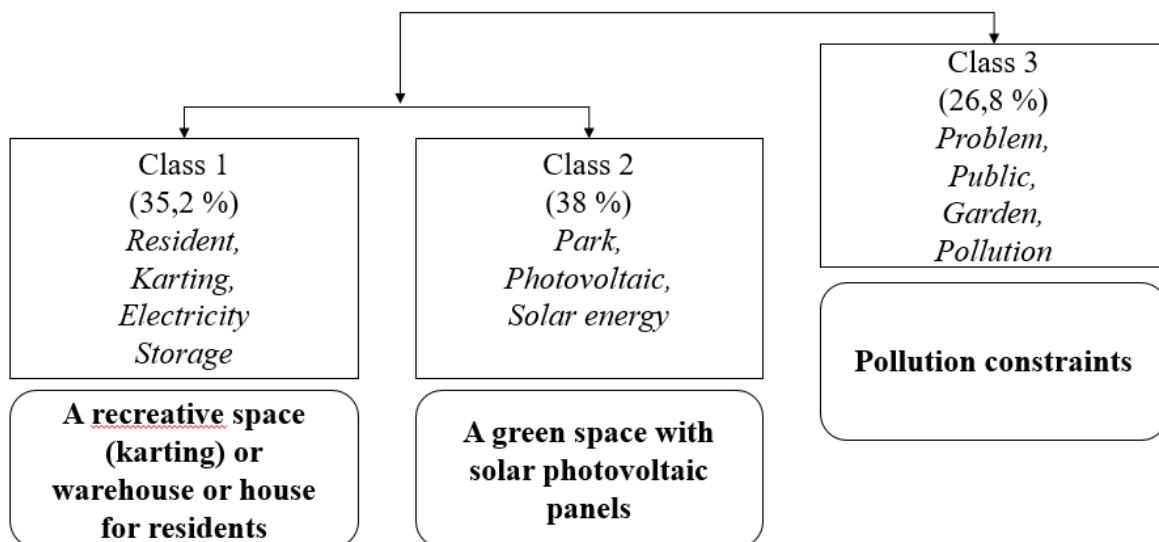 Class 1
(35,2 %)
Resident,
Karting,
Electricity
Storage
A recreative space
(karting) or
warehouse or house
for residents
Class 2
(38 %)
Park,
Photovoltaic,
Solar energy
A green space with
solar photovoltaic
panels
Class 3
(26,8 %)
Problem,
Public,
Garden,
Pollution
Pollution constraints